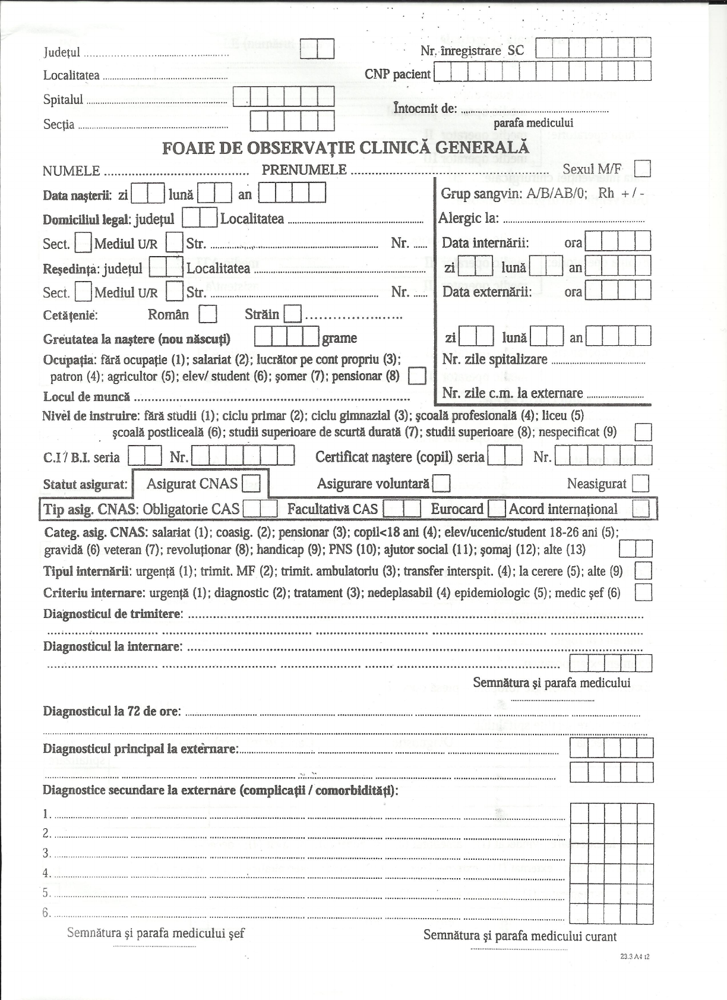 Județul ........................................ Nr. înregistrare SC
Localitatea ........................................ CNP pacient
Spitalul ........................................
Întocmit de: ........................................
Secția ........................................ parafa medicului
FOAIE DE OBSERVAȚIE CLINICĂ GENERALĂ
NUMELE ........................................ PRENUMELE ........................................ Sexul M/F
Data nașterii: zi lună an Grup sangvin: A/B/AB/0; Rh + / -
Domiciliul legal: județul Localitatea ........................................ Alergic la: ........................................
Sect. Mediul U/R Str. ........................................ Nr. ..... Data internării: ora
Reședința: județul Localitatea ........................................ zi lună an
Sect. Mediul U/R Str. ........................................ Nr. ..... Data externării: ora
Cetățenie: Român Străin ........................
Greutatea la naștere (nou născuți) grame zi lună an
Ocupația: fără ocupație (1); salariat (2); lucrător pe cont propriu (3); Nr. zile spitalizare ........................................
patron (4); agricultor (5); elev/ student (6); șomer (7); pensionar (8)
Locul de muncă ........................................ Nr. zile c.m. la externare ........................
Nivel de instruire: fără studii (1); ciclu primar (2); ciclu gimnazial (3); școală profesională (4); liceu (5)
școală postliceală (6); studii superioare de scurtă durată (7); studii superioare (8); nespecificat (9)
C.I / B.I. seria Nr. Certificat naștere (copil) seria Nr.
Statut asigurat: Asigurat CNAS Asigurare voluntară Neasigurat
Tip asig. CNAS: Obligatorie CAS Facultativă CAS Eurocard Acord internațional
Categ. asig. CNAS: salariat (1); coasig. (2); pensionar (3); copil<18 ani (4); elev/ucenic/student 18-26 ani (5);
gravidă (6) veteran (7); revoluționar (8); handicap (9); PNS (10); ajutor social (11); șomaj (12); alte (13)
Tipul internării: urgență (1); trimit. MF (2); trimit. ambulatoriu (3); transfer interspit. (4); la cerere (5); alte (9)
Criteriu internare: urgență (1); diagnostic (2); tratament (3); nedeplasabil (4) epidemiologic (5); medic șef (6)
Diagnosticul de trimitere: ........................................
Diagnosticul la internare: ........................................
Semnătura și parafa medicului
Diagnosticul la 72 de ore: ........................................
Diagnosticul principal la externare: ........................................
Diagnostice secundare la externare (complicații / comorbidități):
1. ........................................
2. ........................................
3. ........................................
4. ........................................
5. ........................................
6. ........................................
Semnătura și parafa medicului șef Semnătura și parafa medicului curant
23.3 A4 t2